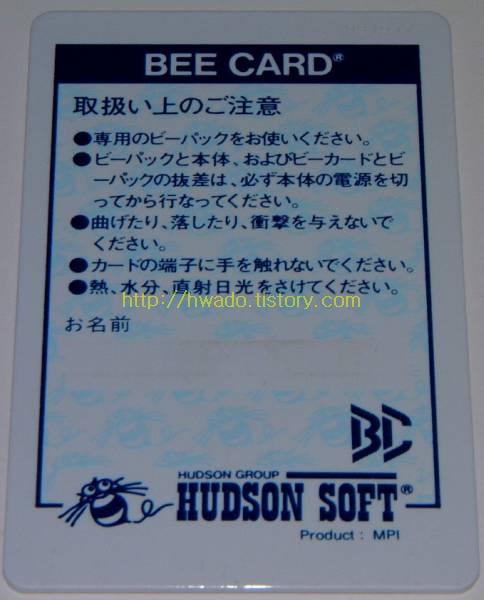 BEE CARD®
取扱い上のご注意
●専用のビーパックをお使いください。
●ビーパックと本体、およびビーカードとビ
ーパックの抜差は、必ず本体の電源を切
ってから行なってください。
●曲げたり、落したり、衝撃を与えないで
ください。
●カードの端子に手を触れないでください。
●熱、水分、直射日光をさけてください。
http://hwado.tistory.com
お名前
BC
HUDSON GROUP
HUDSON SOFT®
Product : MPI